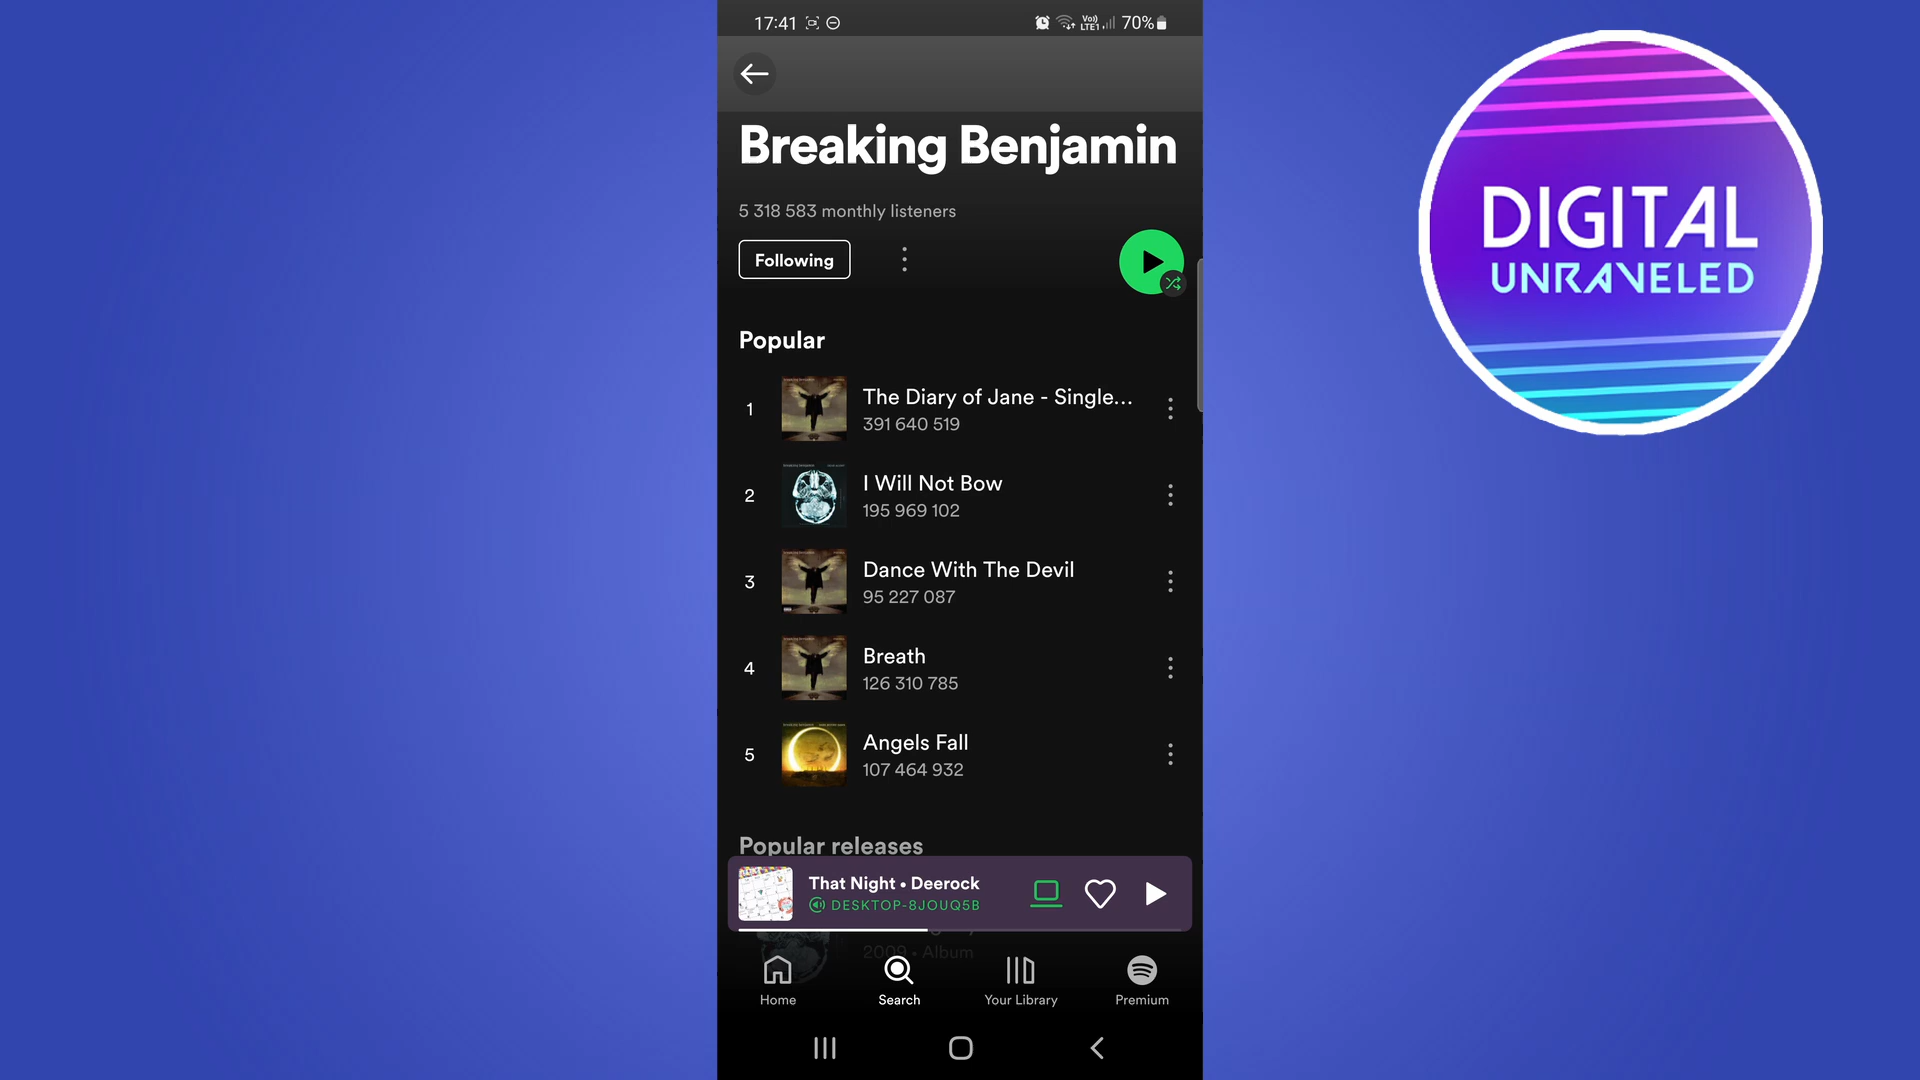 17:41
Vo)) LTE1 70%
Breaking Benjamin
5 318 583 monthly listeners
Following
Popular
1
The Diary of Jane - Single...
391 640 519
2
I Will Not Bow
195 969 102
3
Dance With The Devil
95 227 087
4
Breath
126 310 785
5
Angels Fall
107 464 932
Popular releases
That Night • Deerock
DESKTOP-8JOUQ5B
2009 • Album
Home
Search
Your Library
Premium
DIGITAL
UNRAVELED